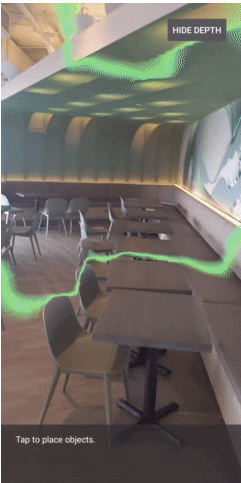 HIDE DEPTH
Tap to place objects.